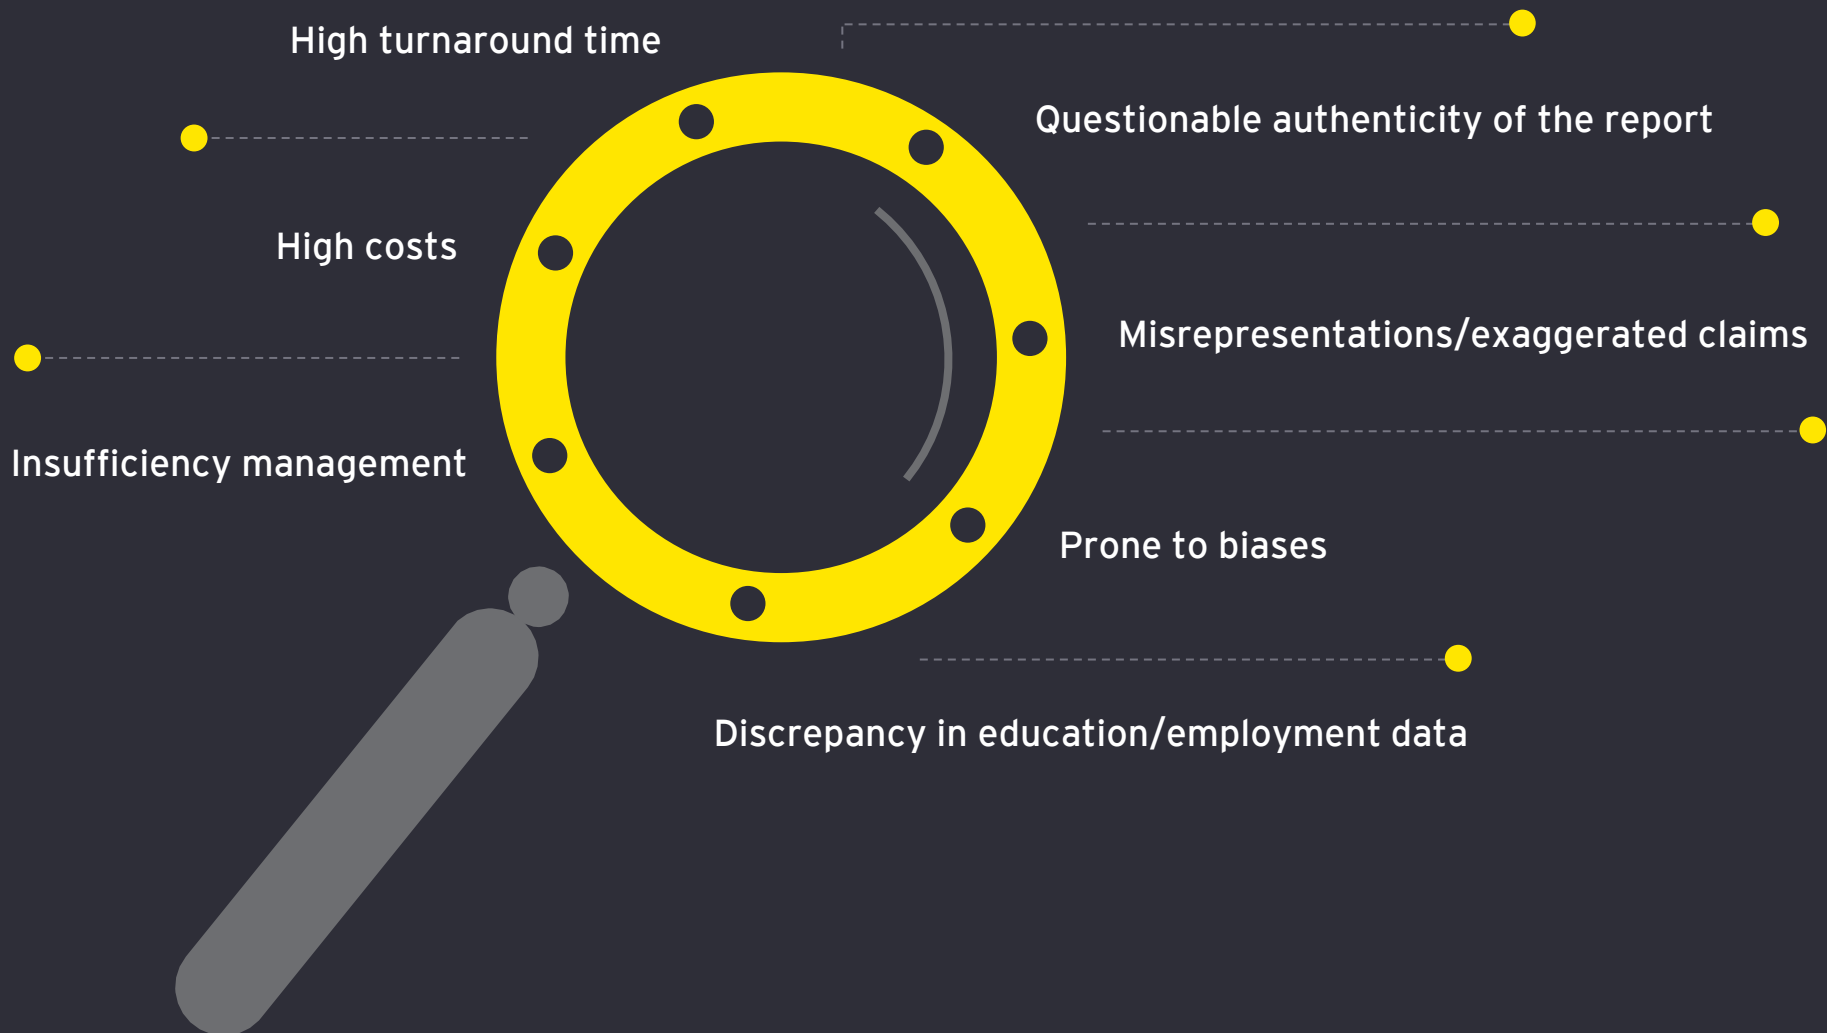 High turnaround time
Questionable authenticity of the report
High costs
Misrepresentations/exaggerated claims
Insufficiency management
Prone to biases
Discrepancy in education/employment data